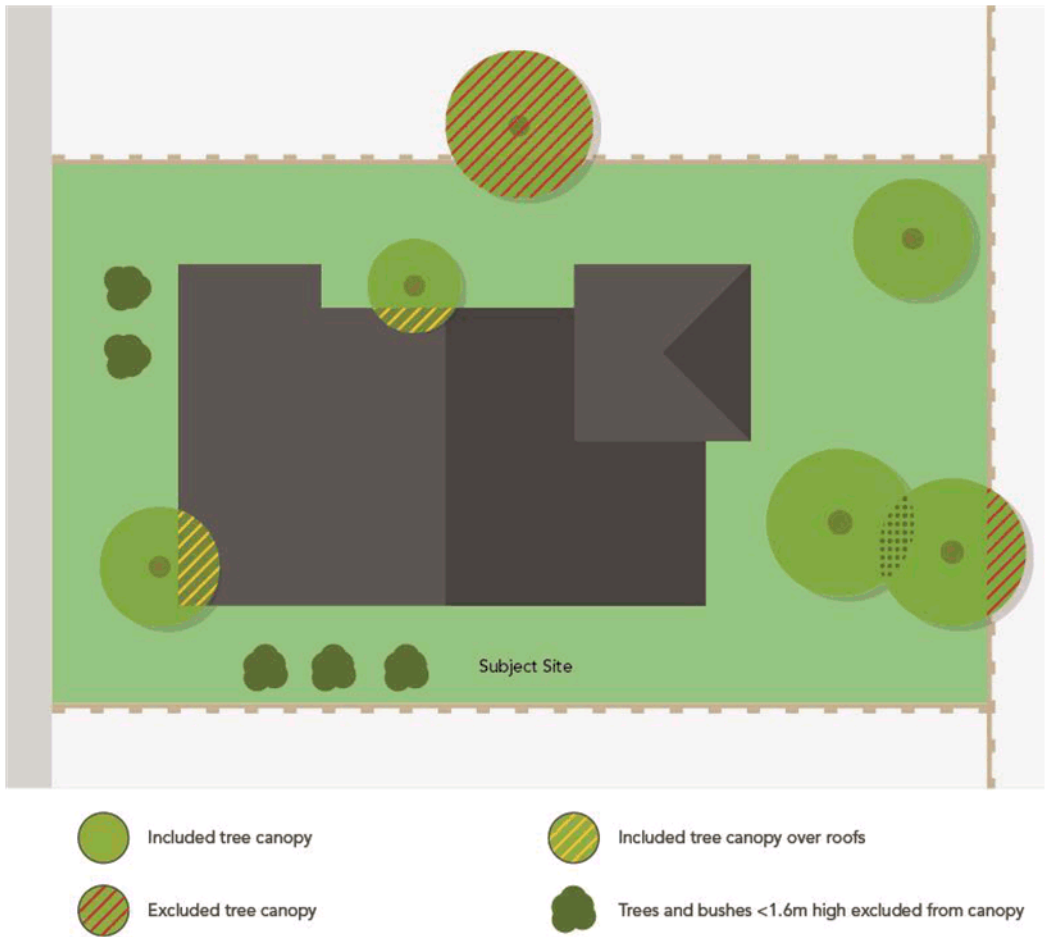 Subject Site
Included tree canopy
Included tree canopy over roofs
Excluded tree canopy
Trees and bushes <1.6m high excluded from canopy